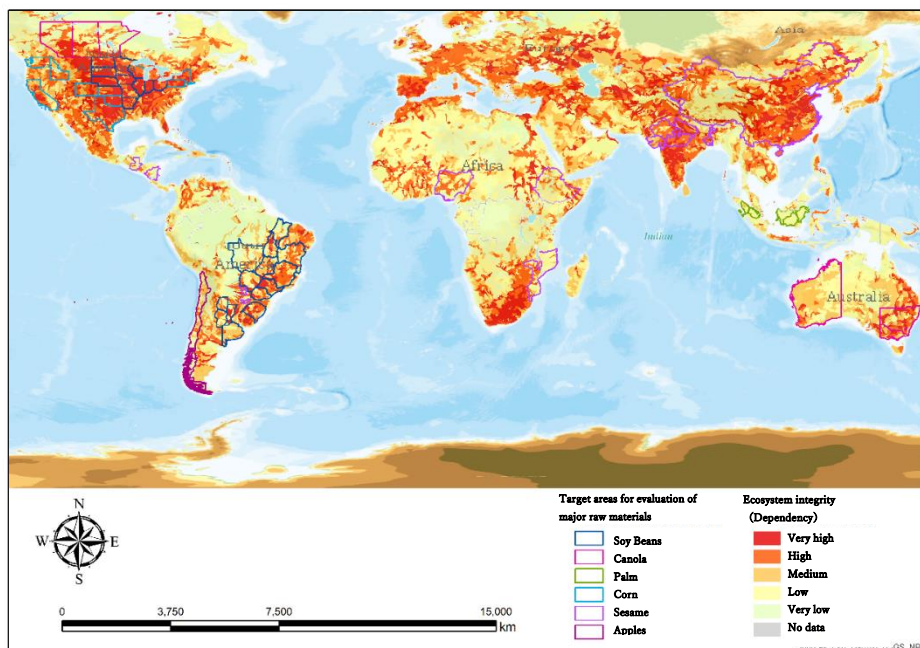 Asia
Europe
Africa
South
America
Indian
Australia
N
W E
S
0 3,750 7,500 15,000
km
Target areas for evaluation of
major raw materials
Soy Beans
Canola
Palm
Corn
Sesame
Apples
Ecosystem integrity
(Dependency)
Very high
High
Medium
Low
Very low
No data